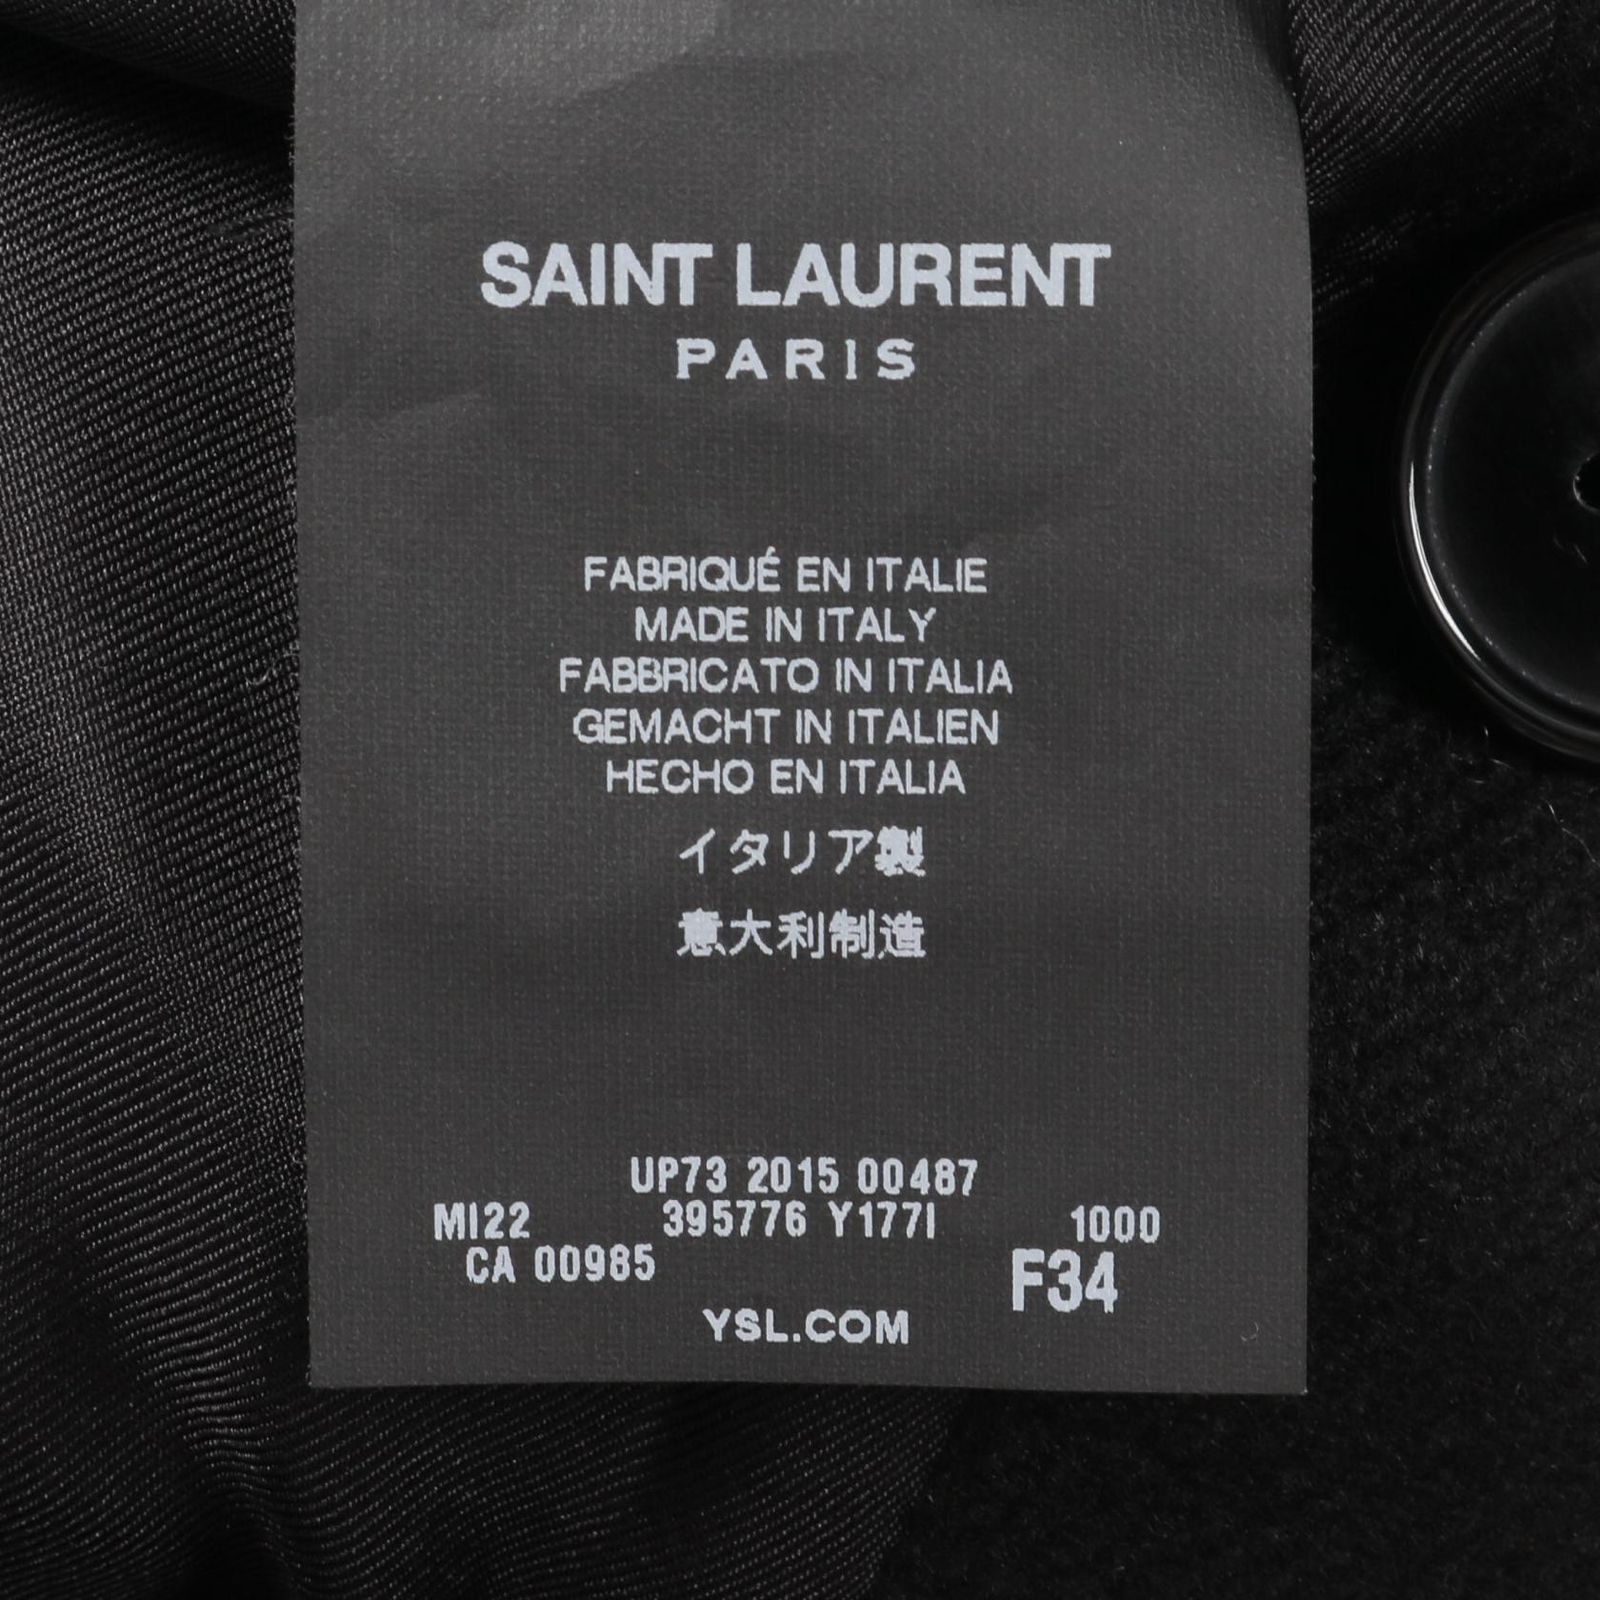 SAINT LAURENT
PARIS
FABRIQUÉ EN ITALIE
MADE IN ITALY
FABBRICATO IN ITALIA
GEMACHT IN ITALIEN
HECHO EN ITALIA
イタリア製
意大利制造
UP73 2015 00487
MI22 395776 Y177I 1000
CA 00985 F34
YSL.COM